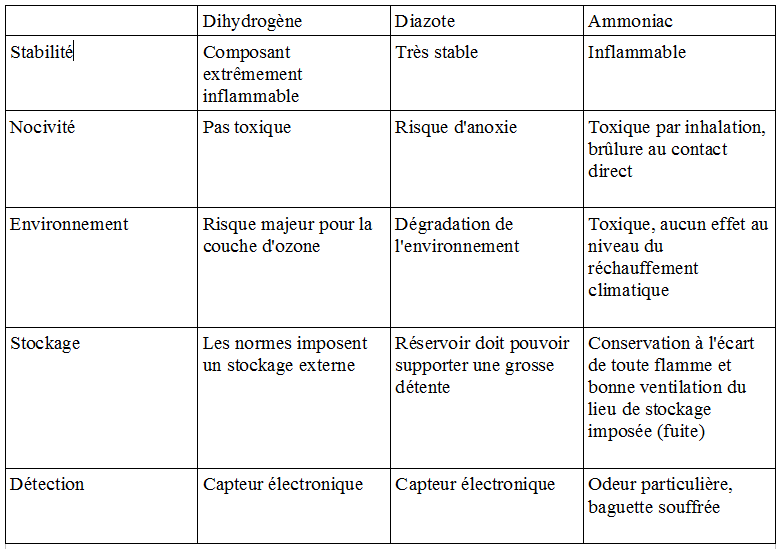 Dihydrogène Diazote Ammoniac
Stabilité Composant Très stable Inflammable
extrêmement
inflammable
Nocivité Pas toxique Risque d'anoxie Toxique par inhalation,
brûlure au contact
direct
Environnement Risque majeur pour la Dégradation de Toxique, aucun effet au
couche d'ozone l'environnement niveau du
réchauffement
climatique
Stockage Les normes imposent Réservoir doit pouvoir Conservation à l'écart
un stockage externe supporter une grosse de toute flamme et
détente bonne ventilation du
lieu de stockage
imposée (fuite)
Détection Capteur électronique Capteur électronique Odeur particulière,
baguette souffrée